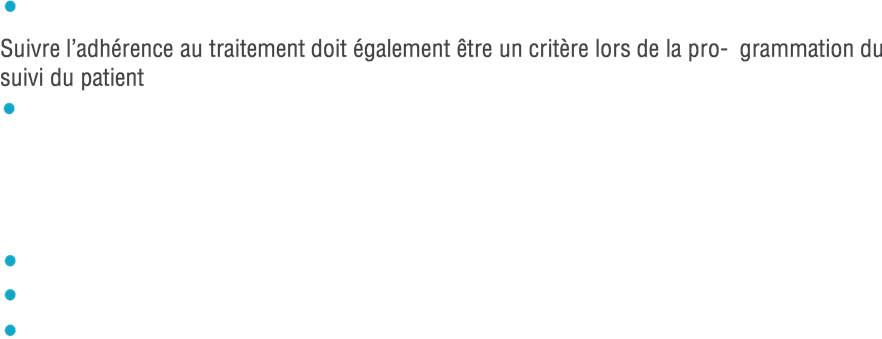 •
Suivre l’adhérence au traitement doit également être un critère lors de la pro- grammation du
suivi du patient
•
•
•
•